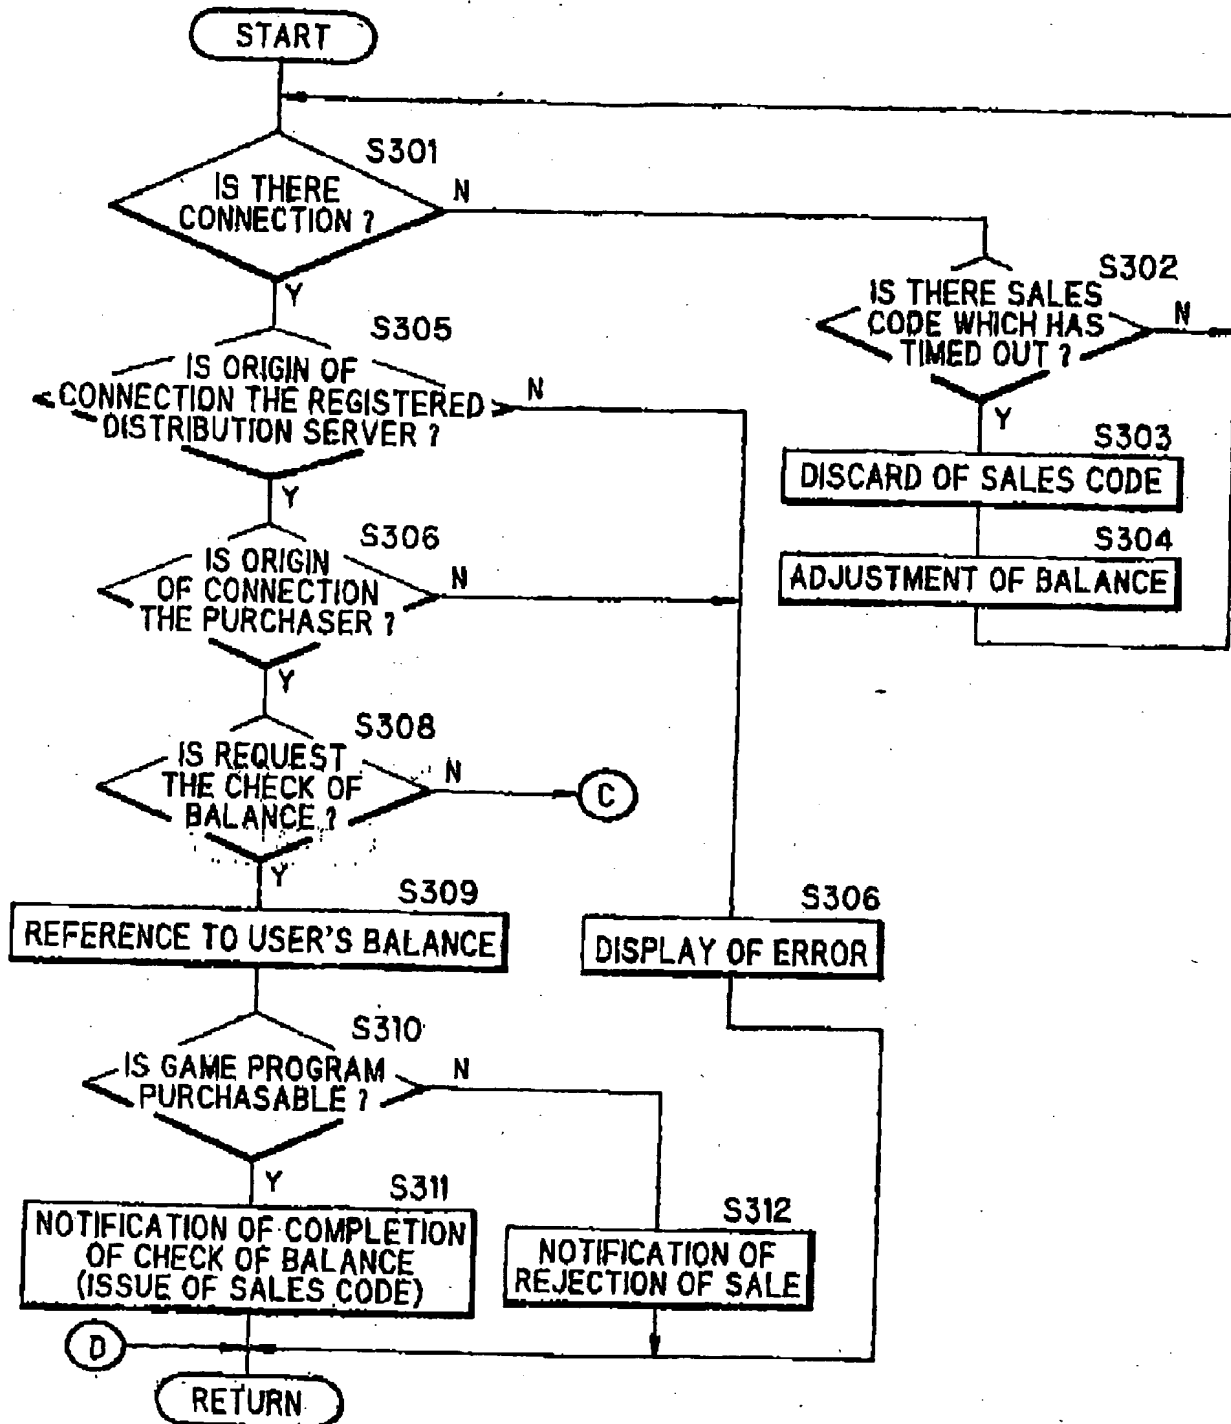 START
S301
IS THERE
CONNECTION ?
N
Y
S302
IS THERE SALES
CODE WHICH HAS
TIMED OUT ?
N
Y
S303
DISCARD OF SALES CODE
S304
ADJUSTMENT OF BALANCE
S305
IS ORIGIN OF
CONNECTION THE REGISTERED
DISTRIBUTION SERVER ?
N
Y
S306
IS ORIGIN
OF CONNECTION
THE PURCHASER ?
N
Y
S308
IS REQUEST
THE CHECK OF
BALANCE ?
N
C
Y
S309
REFERENCE TO USER'S BALANCE
S306
DISPLAY OF ERROR
S310
IS GAME PROGRAM
PURCHASABLE ?
N
Y
S311
NOTIFICATION OF COMPLETION
OF CHECK OF BALANCE
(ISSUE OF SALES CODE)
S312
NOTIFICATION OF
REJECTION OF SALE
D
RETURN